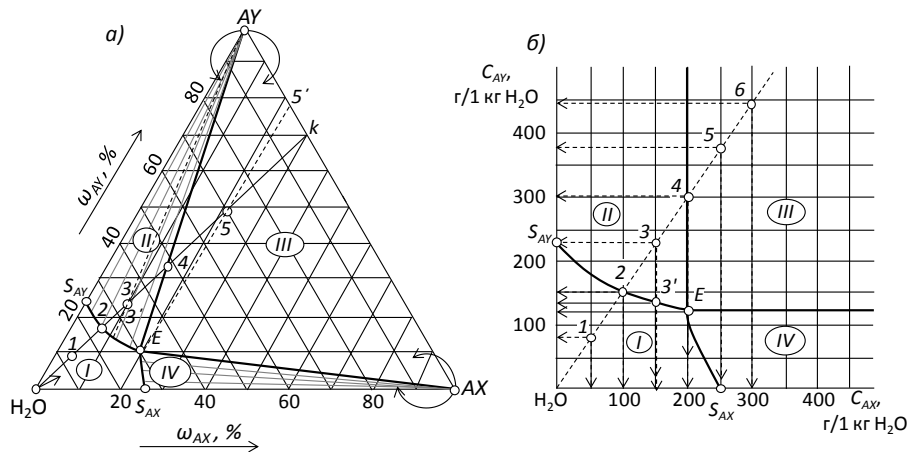 а)
AY
80
5'
k
60
ω_AY, %
5
II
III
40
4
S_AY
3
20
2
3'
E
1
I
IV
H₂O
20
S_AX
40
60
80
AX
ω_AX, %
б)
C_AY,
г/1 кг H₂O
6
400
5
300
4
II
III
S_AY
3
200
2
3'
E
1
100
I
IV
H₂O
100
200
S_AX
300
400
C_AX,
г/1 кг H₂O